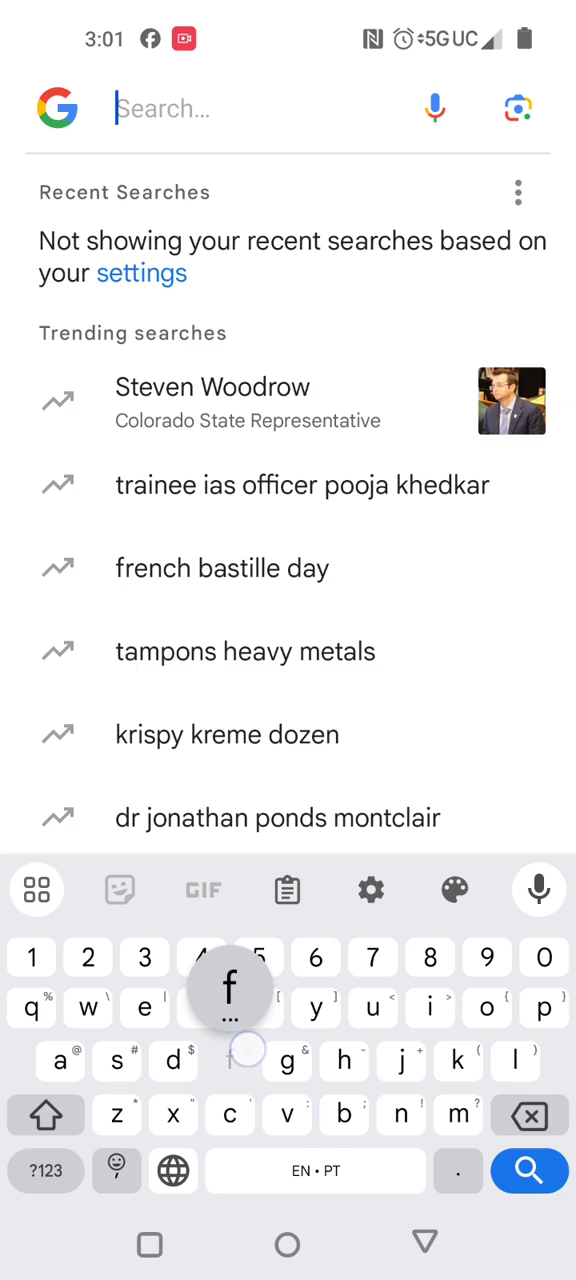 3:01 5G UC
Search...
Recent Searches
Not showing your recent searches based on
your settings
Trending searches
Steven Woodrow
Colorado State Representative
trainee ias officer pooja khedkar
french bastille day
tampons heavy metals
krispy kreme dozen
dr jonathan ponds montclair
GIF
1 2 3 4 5 6 7 8 9 0
f
...
q % w \ e | [ y ] u < i > o { p }
a @ s # d $ f g & h - j + k ( l )
z * x " c ' v : b ; n ! m ?
?123 , EN • PT .